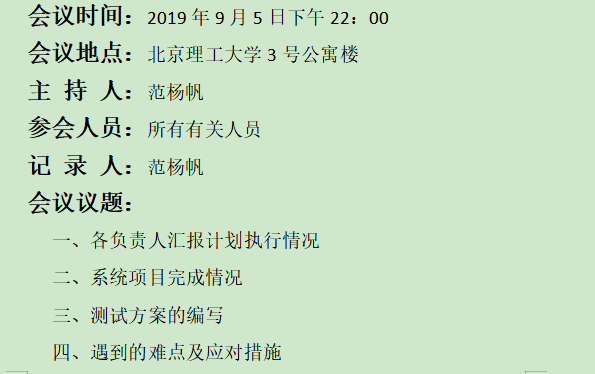 会议时间：2019 年 9 月 5 日下午 22：00
会议地点：北京理工大学 3 号公寓楼
主 持 人：范杨帆
参会人员：所有有关人员
记 录 人：范杨帆
会议议题：
一、各负责人汇报计划执行情况
二、系统项目完成情况
三、测试方案的编写
四、遇到的难点及应对措施